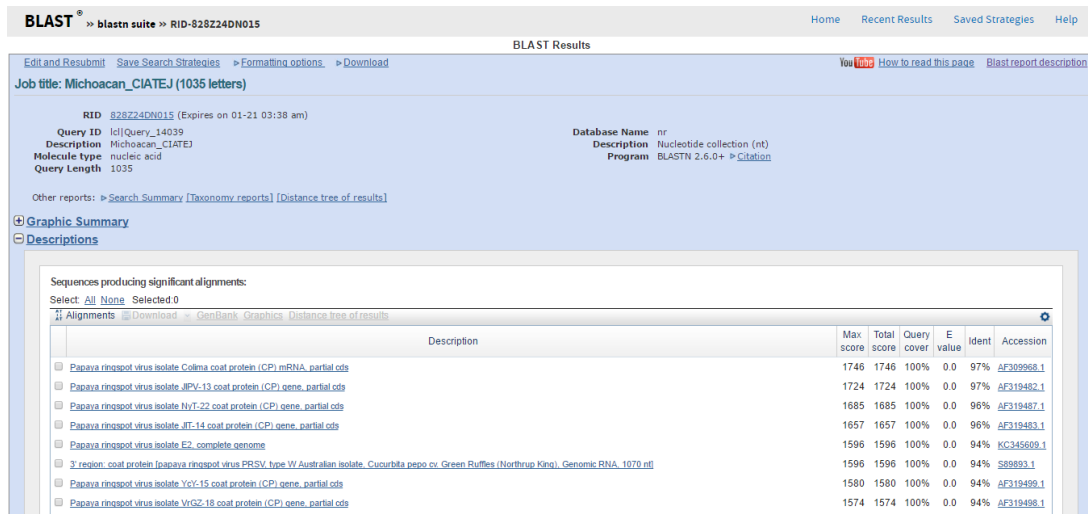 BLAST ® » blastn suite » RID-828Z24DN015 Home Recent Results Saved Strategies Help
BLAST Results
Edit and Resubmit Save Search Strategies Formatting options Download YouTube How to read this page Blast report description
Job title: Michoacan_CIATEJ (1035 letters)
RID 828Z24DN015 (Expires on 01-21 03:38 am)
Query ID lcl|Query_14039 Database Name nr
Description Michoacan_CIATEJ Description Nucleotide collection (nt)
Molecule type nucleic acid Program BLASTN 2.6.0+ Citation
Query Length 1035
Other reports: Search Summary [Taxonomy reports] [Distance tree of results]
Graphic Summary
Descriptions
Sequences producing significant alignments:
Select: All None Selected:0
Alignments Download GenBank Graphics Distance tree of results
Description Max score Total score Query cover E value Ident Accession
Papaya ringspot virus isolate Colima coat protein (CP) mRNA, partial cds 1746 1746 100% 0.0 97% AF309968.1
Papaya ringspot virus isolate JIPV-13 coat protein (CP) gene, partial cds 1724 1724 100% 0.0 97% AF319482.1
Papaya ringspot virus isolate NyT-22 coat protein (CP) gene, partial cds 1685 1685 100% 0.0 96% AF319487.1
Papaya ringspot virus isolate JIT-14 coat protein (CP) gene, partial cds 1657 1657 100% 0.0 96% AF319483.1
Papaya ringspot virus isolate E2, complete genome 1596 1596 100% 0.0 94% KC345609.1
3' region: coat protein [papaya ringspot virus PRSV, type W Australian isolate, Cucurbita pepo cv. Green Ruffles (Northrup King), Genomic RNA, 1070 nt] 1596 1596 100% 0.0 94% S89893.1
Papaya ringspot virus isolate YcY-15 coat protein (CP) gene, partial cds 1580 1580 100% 0.0 94% AF319499.1
Papaya ringspot virus isolate VrGZ-18 coat protein (CP) gene, partial cds 1574 1574 100% 0.0 94% AF319498.1